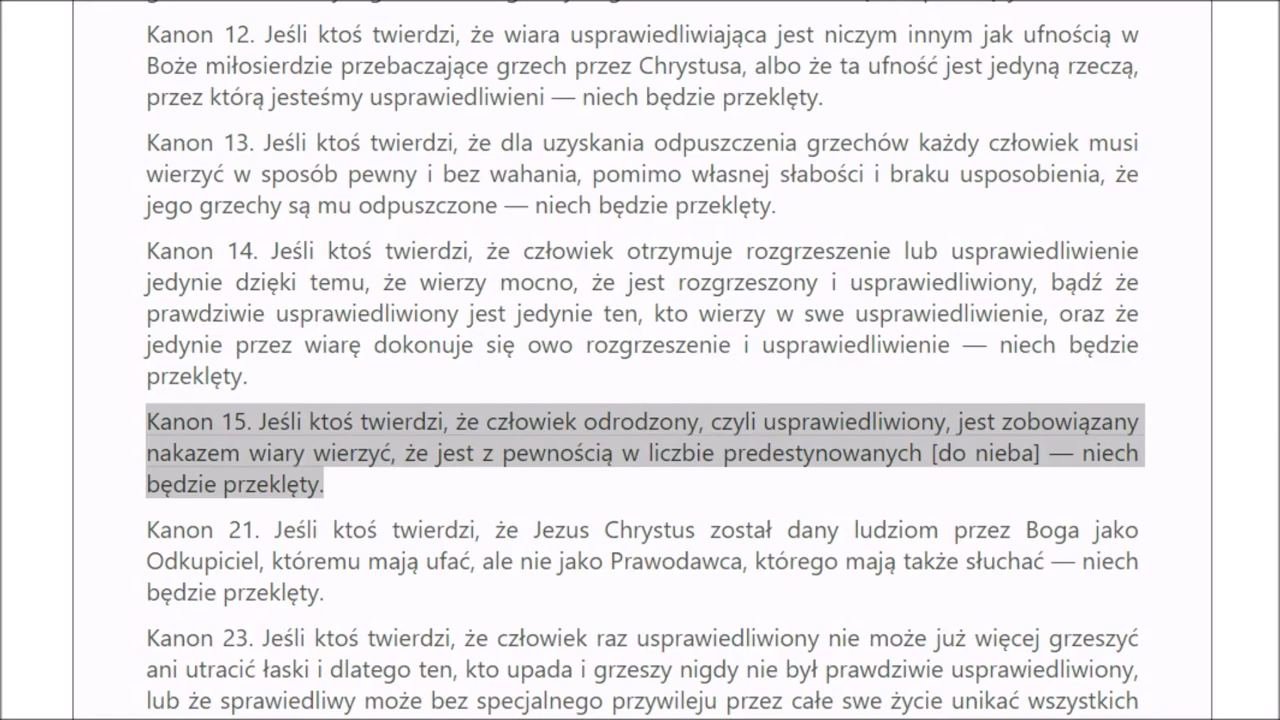 Kanon 12. Jeśli ktoś twierdzi, że wiara usprawiedliwiająca jest niczym innym jak ufnością w
Boże miłosierdzie przebaczające grzech przez Chrystusa, albo że ta ufność jest jedyną rzeczą,
przez którą jesteśmy usprawiedliwieni — niech będzie przeklęty.
Kanon 13. Jeśli ktoś twierdzi, że dla uzyskania odpuszczenia grzechów każdy człowiek musi
wierzyć w sposób pewny i bez wahania, pomimo własnej słabości i braku usposobienia, że
jego grzechy są mu odpuszczone — niech będzie przeklęty.
Kanon 14. Jeśli ktoś twierdzi, że człowiek otrzymuje rozgrzeszenie lub usprawiedliwienie
jedynie dzięki temu, że wierzy mocno, że jest rozgrzeszony i usprawiedliwiony, bądź że
prawdziwie usprawiedliwiony jest jedynie ten, kto wierzy w swe usprawiedliwienie, oraz że
jedynie przez wiarę dokonuje się owo rozgrzeszenie i usprawiedliwienie — niech będzie
przeklęty.
Kanon 15. Jeśli ktoś twierdzi, że człowiek odrodzony, czyli usprawiedliwiony, jest zobowiązany
nakazem wiary wierzyć, że jest z pewnością w liczbie predestynowanych [do nieba] — niech
będzie przeklęty.
Kanon 21. Jeśli ktoś twierdzi, że Jezus Chrystus został dany ludziom przez Boga jako
Odkupiciel, któremu mają ufać, ale nie jako Prawodawca, którego mają także słuchać — niech
będzie przeklęty.
Kanon 23. Jeśli ktoś twierdzi, że człowiek raz usprawiedliwiony nie może już więcej grzeszyć
ani utracić łaski i dlatego ten, kto upada i grzeszy nigdy nie był prawdziwie usprawiedliwiony,
lub że sprawiedliwy może bez specjalnego przywileju przez całe swe życie unikać wszystkich